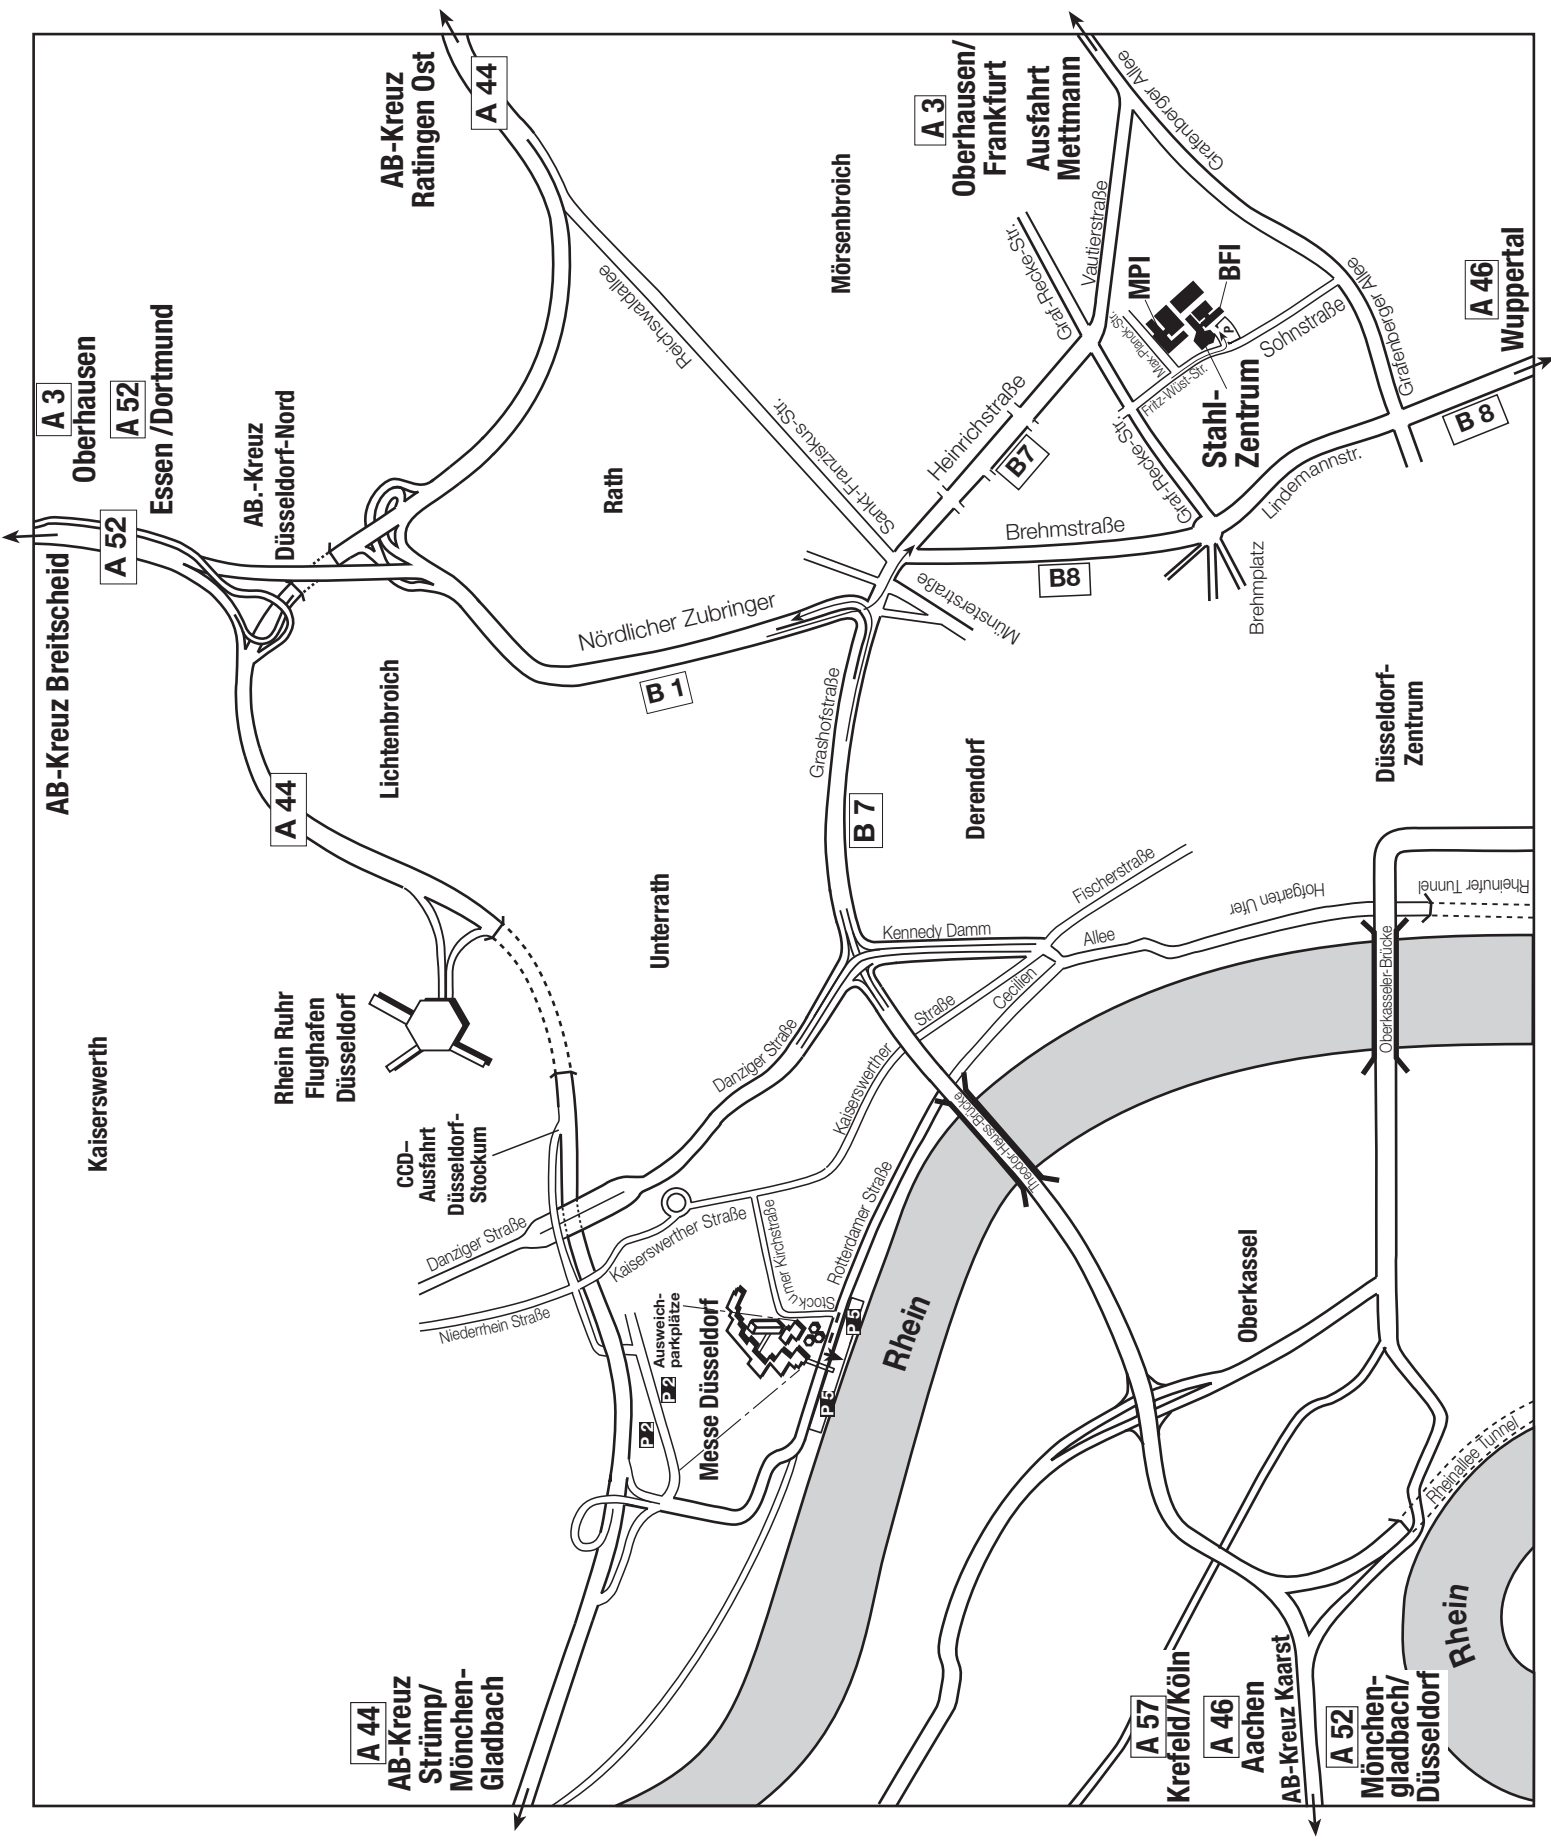 AB-Kreuz
Strümp/
Mönchen-
Gladbach
A 44
Kaiserswerth
AB-Kreuz Breitscheid
A 52
A 3
Oberhausen
A 52
Essen /Dortmund
AB.-Kreuz
Düsseldorf-Nord
AB-Kreuz
Ratingen Ost
A 44
A 44
Lichtenbroich
Rhein Ruhr
Flughafen
Düsseldorf
CCD–
Ausfahrt
Düsseldorf-
Stockum
Danziger Straße
Niederrhein Straße
Kaiserswerther Straße
Danziger Straße
Unterrath
Rath
Nördlicher Zubringer
B 1
Reichswaldallee
Sankt-Franziskus-Str.
Mörsenbroich
A 3
Oberhausen/
Frankfurt
Ausfahrt
Mettmann
Ausweich-
parkplätze
P 2
P 2
Messe Düsseldorf
Stockumer Kirchstraße
Rotterdamer Straße
P 5
P 5
Kaiserswerther
Straße
Cecilien
Allee
Kennedy Damm
Fischerstraße
Hofgarten Ufer
Rheinufer Tunnel
Grashofstraße
B 7
Derendorf
Münsterstraße
Heinrichstraße
B7
Brehmstraße
B8
Brehmplatz
Graf-Recke-Str.
Graf-Recke-Str.
Vautierstraße
Grafenberger Allee
Grafenberger
Grafenberger Allee
Grafenberger
MPI
BFI
P
Max-Planck-Str.
Fritz-Wüst-Str.
Sohnstraße
Stahl-
Zentrum
Lindemannstr.
B 8
A 46
Wuppertal
Düsseldorf-
Zentrum
Rhein
Theodor-Heuss-Brücke
Oberkasseler-Brücke
Oberkassel
Rheinallee Tunnel
Rhein
A 57
Krefeld/Köln
A 46
Aachen
AB-Kreuz Kaarst
A 52
Mönchen-
gladbach/
Düsseldorf